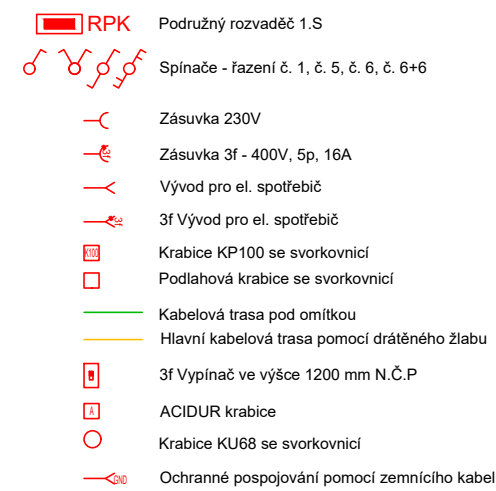 RPK Podružný rozvaděč 1.S
Spínače - řazení č. 1, č. 5, č. 6, č. 6+6
Zásuvka 230V
3f Zásuvka 3f - 400V, 5p, 16A
Vývod pro el. spotřebič
3f 3f Vývod pro el. spotřebič
K100 Krabice KP100 se svorkovnicí
Podlahová krabice se svorkovnicí
Kabelová trasa pod omítkou
Hlavní kabelová trasa pomocí drátěného žlabu
3f Vypínač ve výšce 1200 mm N.Č.P
A ACIDUR krabice
Krabice KU68 se svorkovnicí
GND Ochranné pospojování pomocí zemnícího kabel